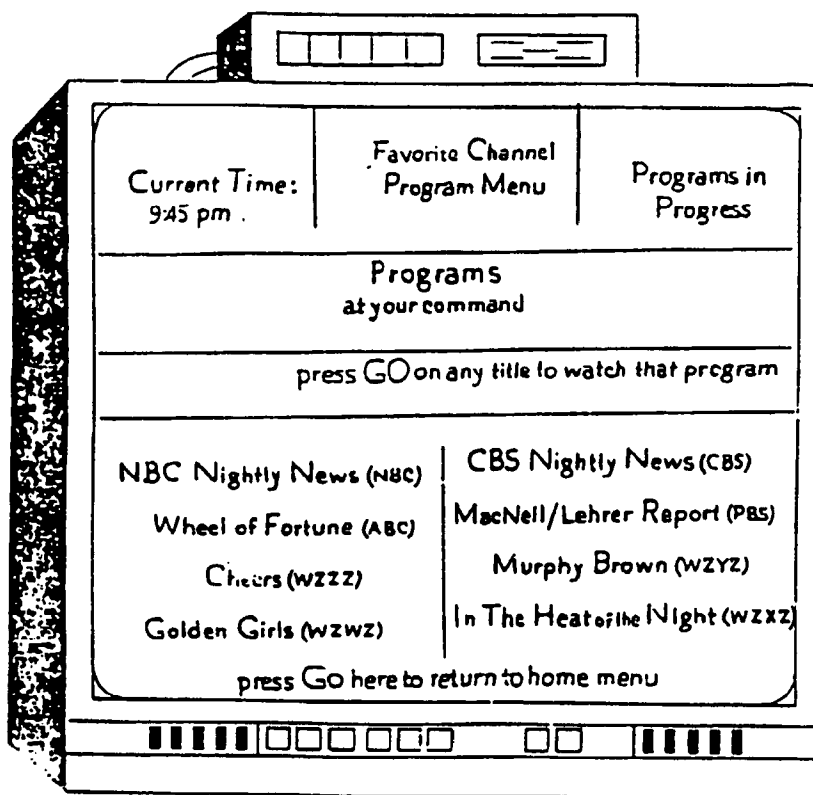 Current Time:
9:45 pm.
Favorite Channel
Program Menu
Programs in
Progress
Programs
at your command
press GO on any title to watch that program
NBC Nightly News (NBC)
Wheel of Fortune (ABC)
Cheers (WZZZ)
Golden Girls (WZWZ)
CBS Nightly News (CBS)
MacNeil/Lehrer Report (PBS)
Murphy Brown (WZYZ)
In The Heat of the Night (WZXZ)
press Go here to return to home menu